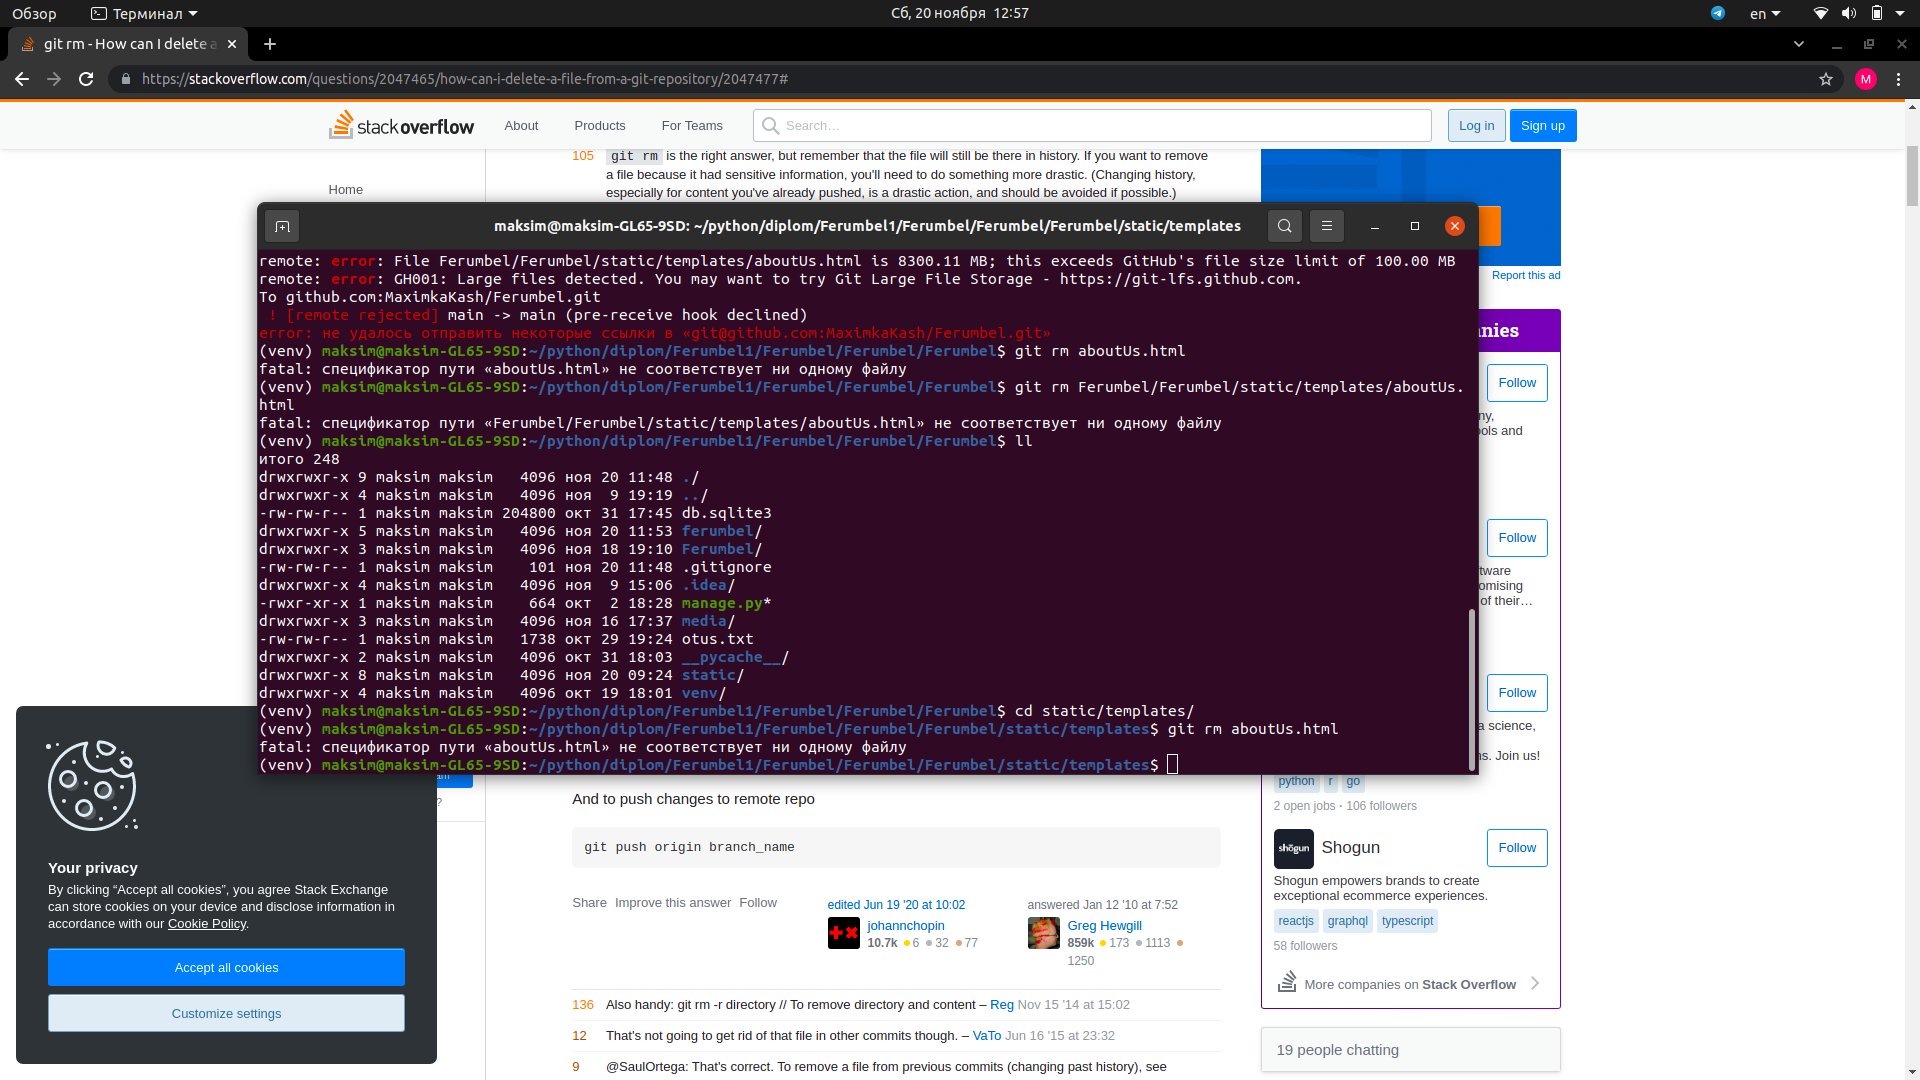 Обзор
Терминал
Сб, 20 ноября 12:57
en
git rm - How can I delete a
https://stackoverflow.com/questions/2047465/how-can-i-delete-a-file-from-a-git-repository/2047477#
M
stackoverflow
About
Products
For Teams
Search…
Log in
Sign up
Home
105 git rm is the right answer, but remember that the file will still be there in history. If you want to remove
a file because it had sensitive information, you'll need to do something more drastic. (Changing history,
especially for content you've already pushed, is a drastic action, and should be avoided if possible.)
maksim@maksim-GL65-9SD: ~/python/diplom/Ferumbel1/Ferumbel/Ferumbel/Ferumbel/static/templates
remote: error: File Ferumbel/Ferumbel/static/templates/aboutUs.html is 8300.11 MB; this exceeds GitHub's file size limit of 100.00 MB
remote: error: GH001: Large files detected. You may want to try Git Large File Storage - https://git-lfs.github.com.
To github.com:MaximkaKash/Ferumbel.git
! [remote rejected] main -> main (pre-receive hook declined)
error: не удалось отправить некоторые ссылки в «git@github.com:MaximkaKash/Ferumbel.git»
(venv) maksim@maksim-GL65-9SD:~/python/diplom/Ferumbel1/Ferumbel/Ferumbel/Ferumbel$ git rm aboutUs.html
fatal: спецификатор пути «aboutUs.html» не соответствует ни одному файлу
(venv) maksim@maksim-GL65-9SD:~/python/diplom/Ferumbel1/Ferumbel/Ferumbel/Ferumbel$ git rm Ferumbel/Ferumbel/static/templates/aboutUs.
html
fatal: спецификатор пути «Ferumbel/Ferumbel/static/templates/aboutUs.html» не соответствует ни одному файлу
(venv) maksim@maksim-GL65-9SD:~/python/diplom/Ferumbel1/Ferumbel/Ferumbel/Ferumbel$ ll
итого 248
drwxrwxr-x 9 maksim maksim 4096 ноя 20 11:48 ./
drwxrwxr-x 4 maksim maksim 4096 ноя 9 19:19 ../
-rw-rw-r-- 1 maksim maksim 204800 окт 31 17:45 db.sqlite3
drwxrwxr-x 5 maksim maksim 4096 ноя 20 11:53 ferumbel/
drwxrwxr-x 3 maksim maksim 4096 ноя 18 19:10 Ferumbel/
-rw-rw-r-- 1 maksim maksim 101 ноя 20 11:48 .gitignore
drwxrwxr-x 4 maksim maksim 4096 ноя 9 15:06 .idea/
-rwxr-xr-x 1 maksim maksim 664 окт 2 18:28 manage.py*
drwxrwxr-x 3 maksim maksim 4096 ноя 16 17:37 media/
-rw-rw-r-- 1 maksim maksim 1738 окт 29 19:24 otus.txt
drwxrwxr-x 2 maksim maksim 4096 окт 31 18:03 __pycache__/
drwxrwxr-x 8 maksim maksim 4096 ноя 20 09:24 static/
drwxrwxr-x 4 maksim maksim 4096 окт 19 18:01 venv/
(venv) maksim@maksim-GL65-9SD:~/python/diplom/Ferumbel1/Ferumbel/Ferumbel/Ferumbel$ cd static/templates/
(venv) maksim@maksim-GL65-9SD:~/python/diplom/Ferumbel1/Ferumbel/Ferumbel/Ferumbel/static/templates$ git rm aboutUs.html
fatal: спецификатор пути «aboutUs.html» не соответствует ни одному файлу
(venv) maksim@maksim-GL65-9SD:~/python/diplom/Ferumbel1/Ferumbel/Ferumbel/Ferumbel/static/templates$
And to push changes to remote repo
git push origin branch_name
Share Improve this answer Follow
edited Jun 19 '20 at 10:02
johannchopin
10.7k 6 32 77
answered Jan 12 '10 at 7:52
Greg Hewgill
859k 173 1113
1250
136 Also handy: git rm -r directory // To remove directory and content – Reg Nov 15 '14 at 15:02
12 That's not going to get rid of that file in other commits though. – VaTo Jun 16 '15 at 23:32
9 @SaulOrtega: That's correct. To remove a file from previous commits (changing past history), see
Your privacy
By clicking “Accept all cookies”, you agree Stack Exchange
can store cookies on your device and disclose information in
accordance with our Cookie Policy.
Accept all cookies
Customize settings
Report this ad
Follow
ools and
Follow
of their…
Follow
a science,
ns. Join us!
python r go
2 open jobs · 106 followers
shogun
Shogun
Follow
Shogun empowers brands to create
exceptional ecommerce experiences.
reactjs graphql typescript
58 followers
More companies on Stack Overflow
19 people chatting